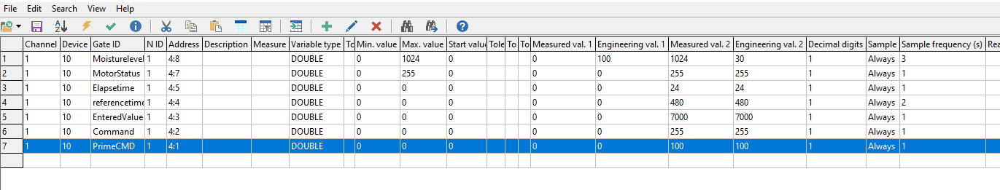 File Edit Search View Help
Channel Device Gate ID N ID Address Description Measure Variable type Tc Min. value Max. value Start value Tole To To Measured val. 1 Engineering val. 1 Measured val. 2 Engineering val. 2 Decimal digits Sample Sample frequency (s) Rea
1 1 10 Moisturelevel 1 4:8 DOUBLE 0 1024 0 0 100 1024 30 1 Always 3
2 1 10 MotorStatus 1 4:7 DOUBLE 0 255 0 0 0 255 255 1 Always 1
3 1 10 Elapsetime 1 4:5 DOUBLE 0 0 0 0 0 24 24 1 Always 1
4 1 10 referencetime 1 4:4 DOUBLE 0 0 0 0 0 480 480 1 Always 2
5 1 10 EnteredValue 1 4:3 DOUBLE 0 0 0 0 0 7000 7000 1 Always 1
6 1 10 Command 1 4:2 DOUBLE 0 0 0 0 0 255 255 1 Always 1
7 1 10 PrimeCMD 1 4:1 DOUBLE 0 0 0 0 0 100 100 1 Always 1